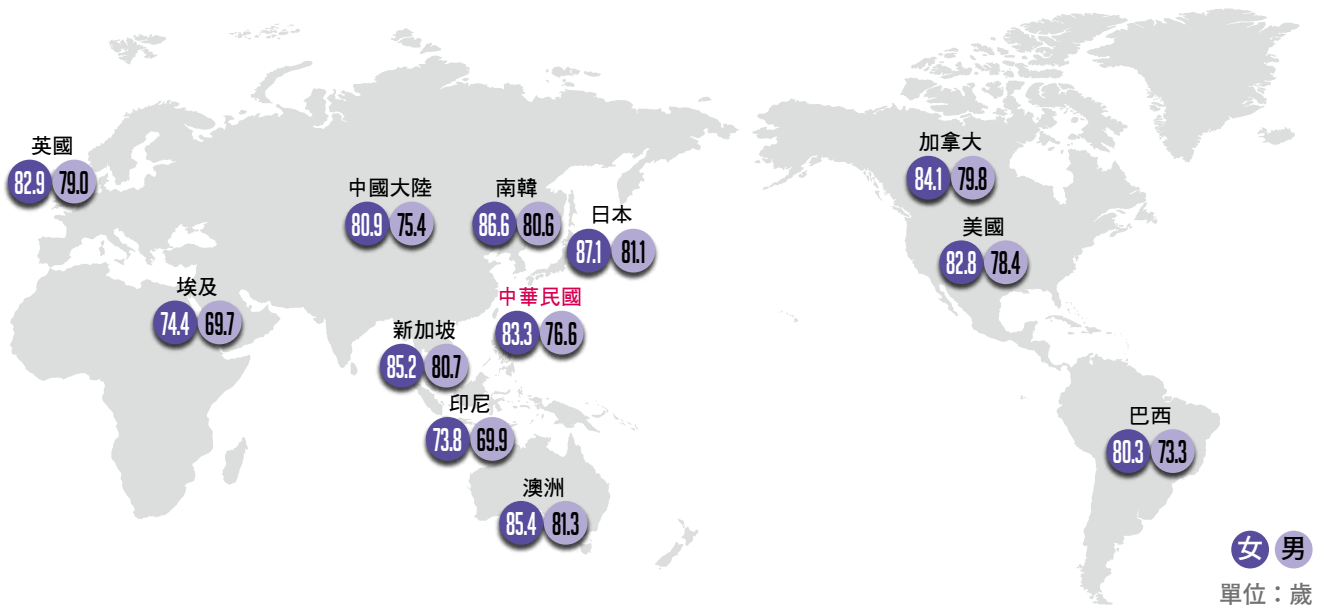 英國
82.9 79.0
中國大陸
80.9 75.4
南韓
86.6 80.6
日本
87.1 81.1
埃及
74.4 69.7
中華民國
83.3 76.6
新加坡
85.2 80.7
印尼
73.8 69.9
澳洲
85.4 81.3
加拿大
84.1 79.8
美國
82.8 78.4
巴西
80.3 73.3
女 男
單位：歲